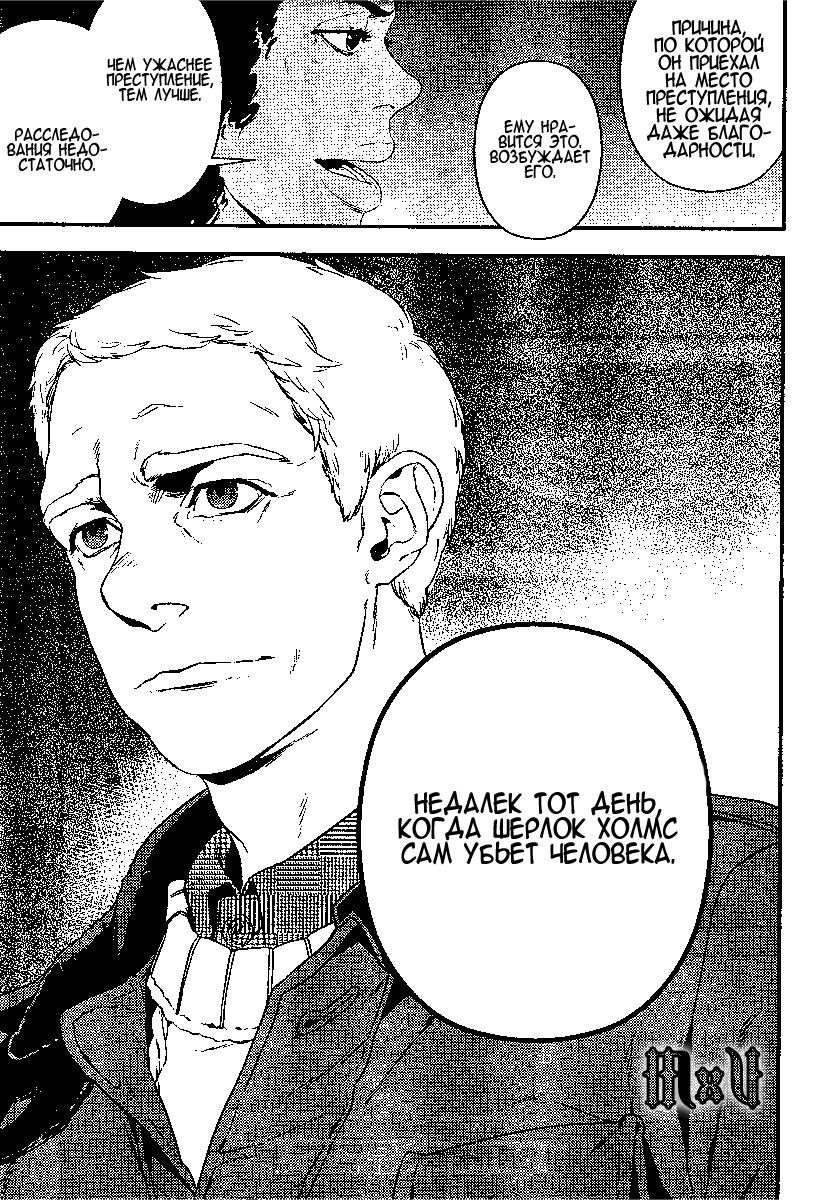 ПРИЧИНА,
ПО КОТОРОЙ
ОН ПРИЕХАЛ
НА МЕСТО
ПРЕСТУПЛЕНИЯ,
НЕ ОЖИДАЯ
ДАЖЕ БЛАГО-
ДАРНОСТИ.
ЕМУ НРА-
ВИТСЯ ЭТО.
ВОЗБУЖДАЕТ
ЕГО.
ЧЕМ УЖАСНЕЕ
ПРЕСТУПЛЕНИЕ,
ТЕМ ЛУЧШЕ.
РАССЛЕДО-
ВАНИЯ НЕДО-
СТАТОЧНО.
НЕДАЛЕК ТОТ ДЕНЬ,
КОГДА ШЕРЛОК ХОЛМС
САМ УБЬЕТ ЧЕЛОВЕКА.
MxV